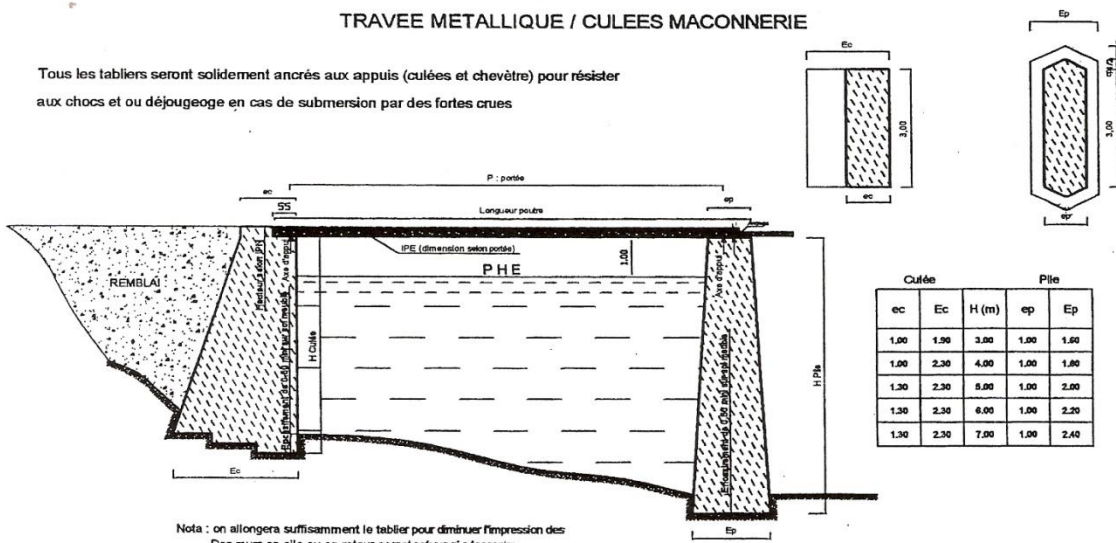 TRAVEE METALLIQUE / CULEES MACONNERIE
Tous les tabliers seront solidement ancrés aux appuis (culées et chevètre) pour résister
aux chocs et ou déjougeoge en cas de submersion par des fortes crues
Ec
3,00
ec
Ep
3,00
ep
P : portée
ec
SS
Longueur poutre
ep
IPE (dimension selon portée)
1.00
PHE
REMBLAI
Hauteur selon IPN
Axe d'appui
Axe d'appui
H Culée
H Pile
Ec
Ep
Culée Pile
ec Ec H (m) ep Ep
1.00 1.90 3.00 1.00 1.60
1.00 2.30 4.00 1.00 1.80
1.30 2.30 5.00 1.00 2.00
1.30 2.30 6.00 1.00 2.20
1.30 2.30 7.00 1.00 2.40
Nota : on allongera suffisamment le tablier pour diminuer l'impression des